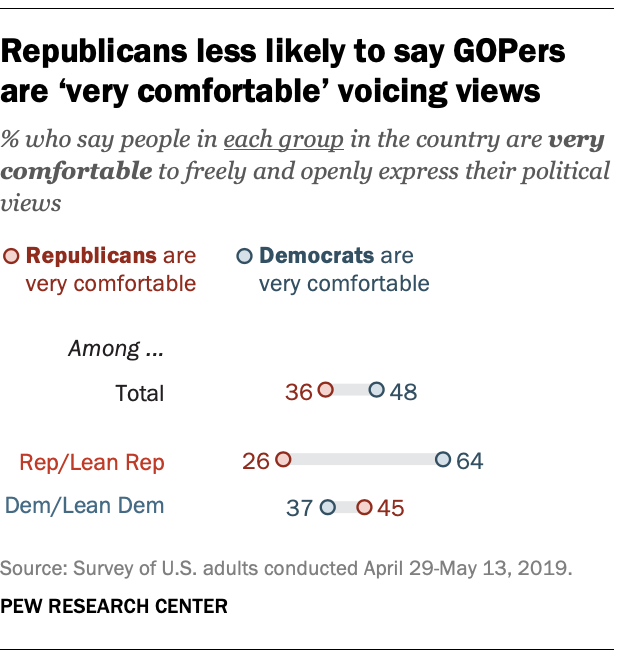 Republicans less likely to say GOPers
are ‘very comfortable’ voicing views
% who say people in each group in the country are very
comfortable to freely and openly express their political
views
Republicans are
very comfortable
Democrats are
very comfortable
Among ...
Total
36
48
Rep/Lean Rep
26
64
Dem/Lean Dem
37
45
Source: Survey of U.S. adults conducted April 29-May 13, 2019.
PEW RESEARCH CENTER